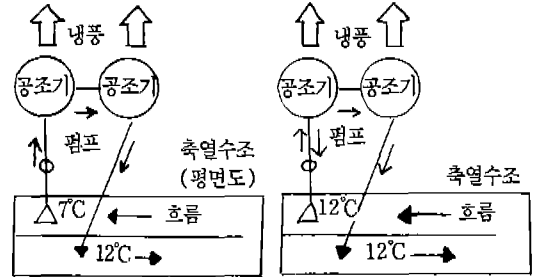 냉풍
공조기 공조기
펌프
축열수조
(평면도)
7℃
흐름
12℃
냉풍
공조기 공조기
펌프
축열수조
12℃
흐름
12℃